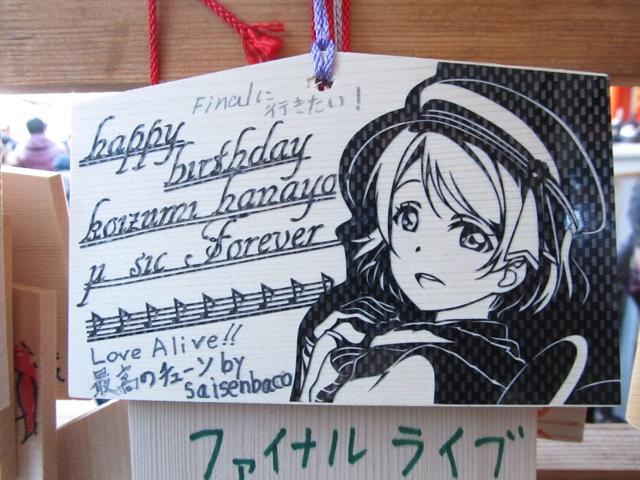 Finalに
行きたい!
happy
birthday
koizumi hanayo
μ sic Forever
Love Alive!!
最高のチューン by
saisenbaco
ファイナル ライブ